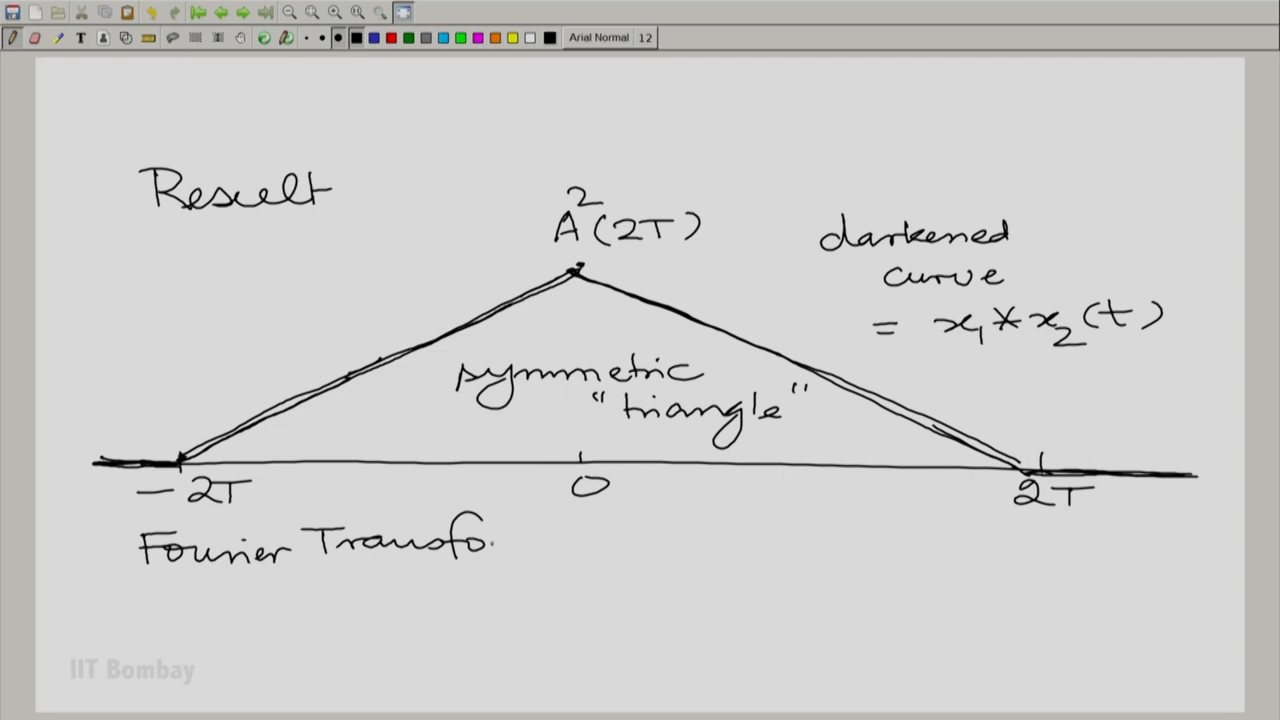 Arial Normal 12
Result
A²(2T)
darkened
curve
= x₁ * x₂(t)
symmetric
"triangle"
-2T 0 2T
Fourier Transfo
IIT Bombay